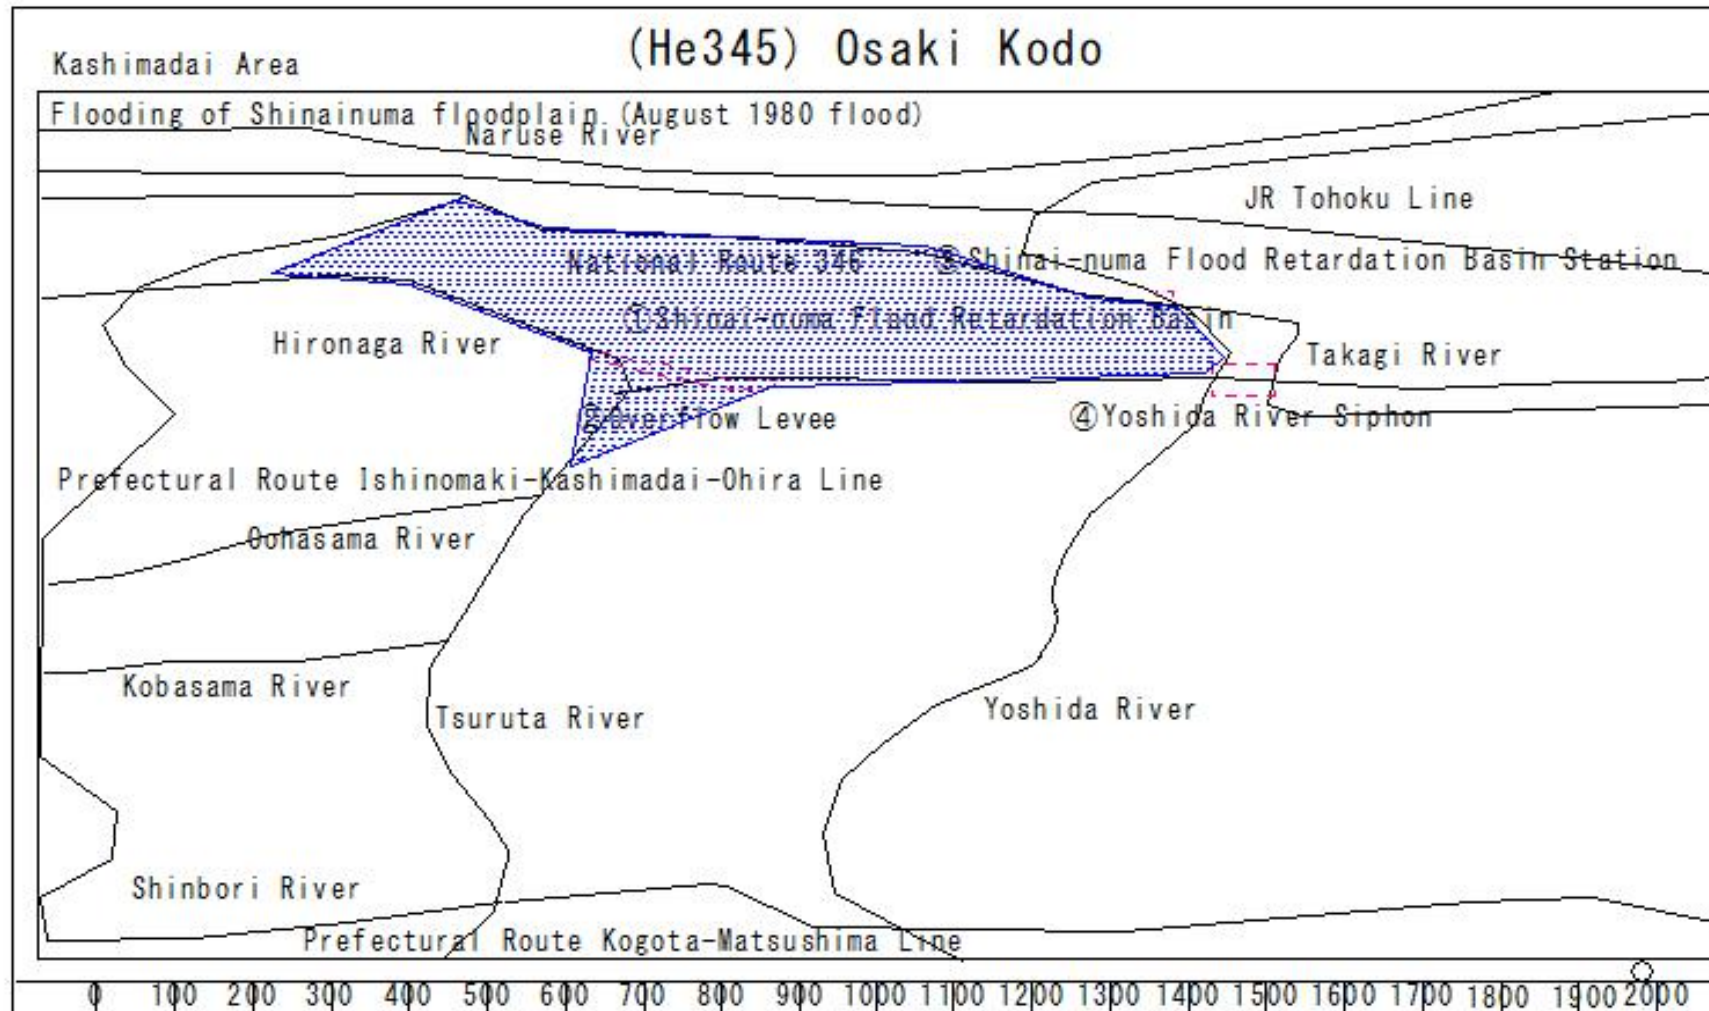 (He345) Osaki Kodo
Kashimadai Area
Flooding of Shinainuma floodplain (August 1980 flood)
Naruse River
JR Tohoku Line
National Route 346
⑤Shinai-numa Flood Retardation Basin Station
①Shinai-numa Flood Retardation Basin
Hironaga River
Takagi River
②Overflow Levee
④Yoshida River Siphon
Prefectural Route Ishinomaki-Kashimadai-Ohira Line
Oohasama River
Kobasama River
Tsuruta River
Yoshida River
Shinbori River
Prefectural Route Kogota-Matsushima Line
0 100 200 300 400 500 600 700 800 900 1000 1100 1200 1300 1400 1500 1600 1700 1800 1900 2000